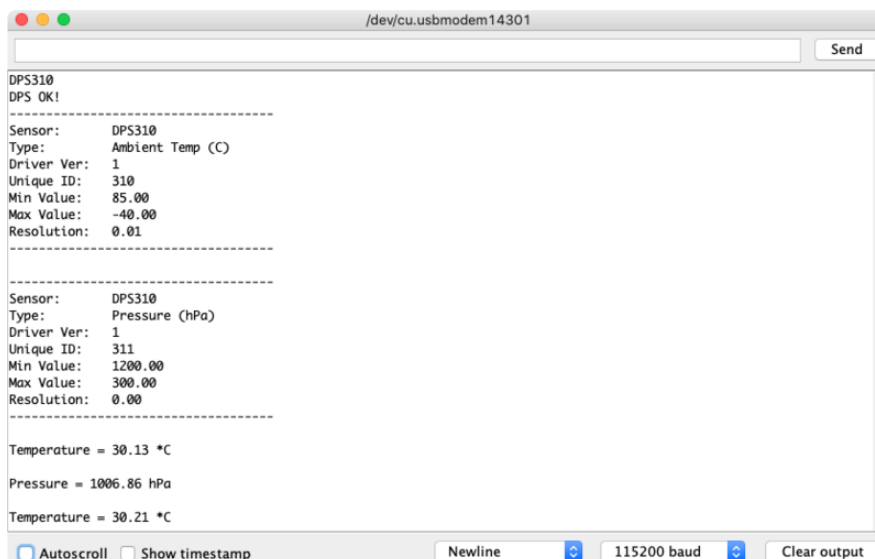 /dev/cu.usbmodem14301
Send
DPS310
DPS OK!
------------------------------------
Sensor: DPS310
Type: Ambient Temp (C)
Driver Ver: 1
Unique ID: 310
Min Value: 85.00
Max Value: -40.00
Resolution: 0.01
------------------------------------
------------------------------------
Sensor: DPS310
Type: Pressure (hPa)
Driver Ver: 1
Unique ID: 311
Min Value: 1200.00
Max Value: 300.00
Resolution: 0.00
------------------------------------
Temperature = 30.13 *C
Pressure = 1006.86 hPa
Temperature = 30.21 *C
Autoscroll Show timestamp Newline 115200 baud Clear output